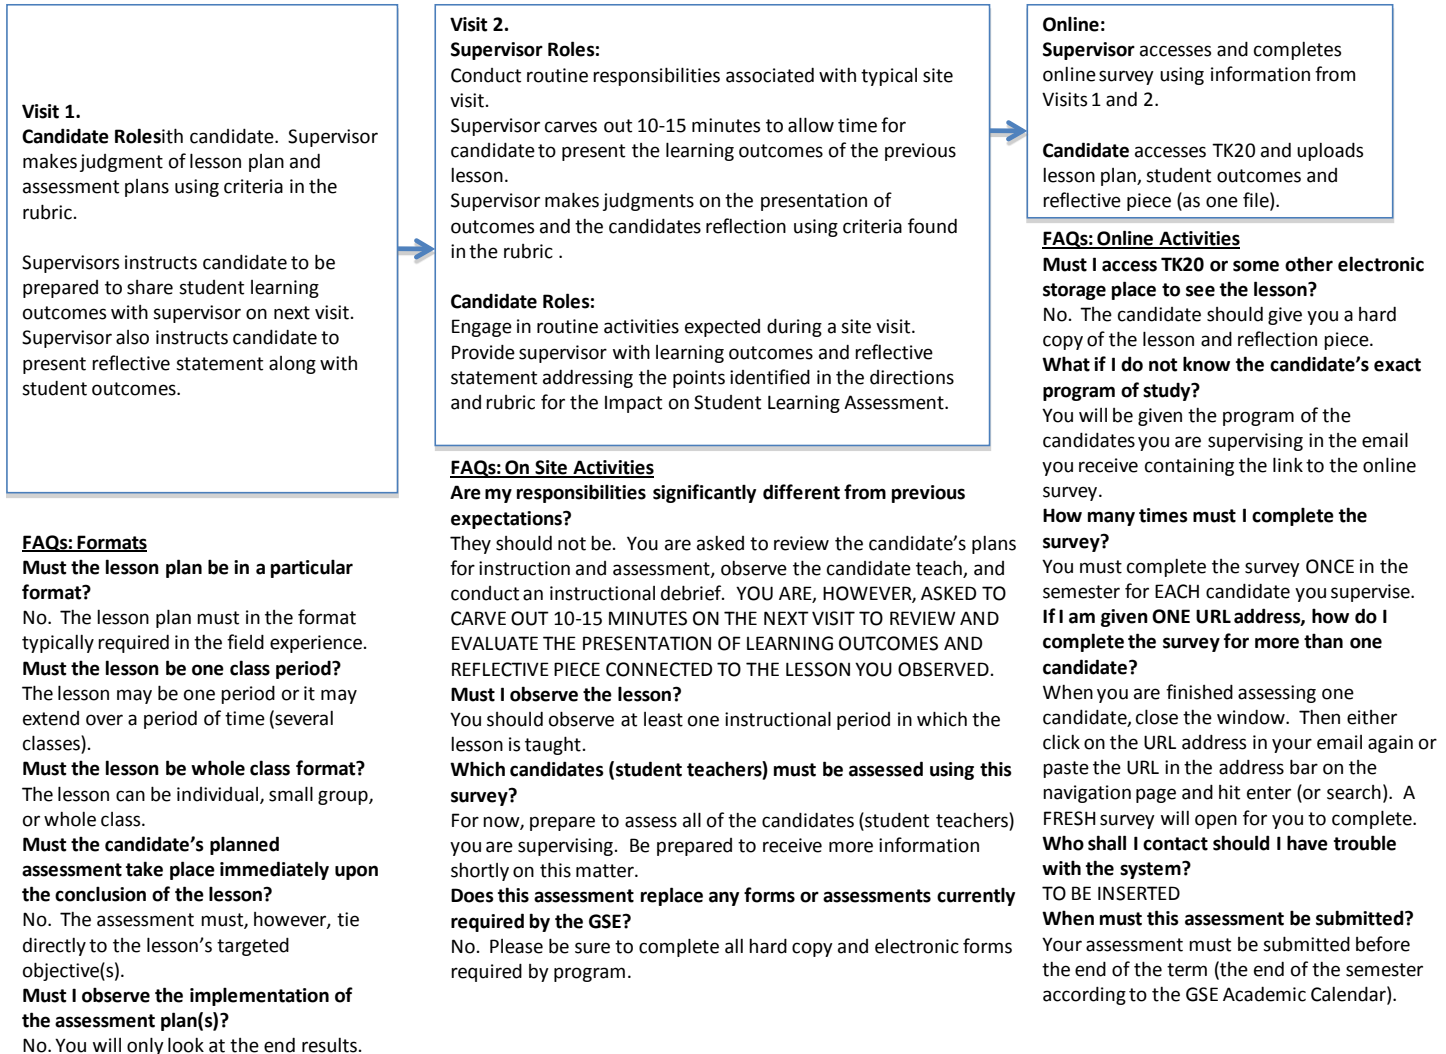 Visit 1.
Candidate Rolesith candidate. Supervisor
makes judgment of lesson plan and
assessment plans using criteria in the
rubric.
Supervisors instructs candidate to be
prepared to share student learning
outcomes with supervisor on next visit.
Supervisor also instructs candidate to
present reflective statement along with
student outcomes.
FAQs: Formats
Must the lesson plan be in a particular
format?
No. The lesson plan must in the format
typically required in the field experience.
Must the lesson be one class period?
The lesson may be one period or it may
extend over a period of time (several
classes).
Must the lesson be whole class format?
The lesson can be individual, small group,
or whole class.
Must the candidate's planned
assessment take place immediately upon
the conclusion of the lesson?
No. The assessment must, however, tie
directly to the lesson's targeted
objective(s).
Must I observe the implementation of
the assessment plan(s)?
No. You will only look at the end results.
Visit 2.
Supervisor Roles:
Conduct routine responsibilities associated with typical site
visit.
Supervisor carves out 10-15 minutes to allow time for
candidate to present the learning outcomes of the previous
lesson.
Supervisor makes judgments on the presentation of
outcomes and the candidates reflection using criteria found
in the rubric .
Candidate Roles:
Engage in routine activities expected during a site visit.
Provide supervisor with learning outcomes and reflective
statement addressing the points identified in the directions
and rubric for the Impact on Student Learning Assessment.
FAQs: On Site Activities
Are my responsibilities significantly different from previous
expectations?
They should not be. You are asked to review the candidate's plans
for instruction and assessment, observe the candidate teach, and
conduct an instructional debrief. YOU ARE, HOWEVER, ASKED TO
CARVE OUT 10-15 MINUTES ON THE NEXT VISIT TO REVIEW AND
EVALUATE THE PRESENTATION OF LEARNING OUTCOMES AND
REFLECTIVE PIECE CONNECTED TO THE LESSON YOU OBSERVED.
Must I observe the lesson?
You should observe at least one instructional period in which the
lesson is taught.
Which candidates (student teachers) must be assessed using this
survey?
For now, prepare to assess all of the candidates (student teachers)
you are supervising. Be prepared to receive more information
shortly on this matter.
Does this assessment replace any forms or assessments currently
required by the GSE?
No. Please be sure to complete all hard copy and electronic forms
required by program.
Online:
Supervisor accesses and completes
online survey using information from
Visits 1 and 2.
Candidate accesses TK20 and uploads
lesson plan, student outcomes and
reflective piece (as one file).
FAQs: Online Activities
Must I access TK20 or some other electronic
storage place to see the lesson?
No. The candidate should give you a hard
copy of the lesson and reflection piece.
What if I do not know the candidate's exact
program of study?
You will be given the program of the
candidates you are supervising in the email
you receive containing the link to the online
survey.
How many times must I complete the
survey?
You must complete the survey ONCE in the
semester for EACH candidate you supervise.
If I am given ONE URL address, how do I
complete the survey for more than one
candidate?
When you are finished assessing one
candidate, close the window. Then either
click on the URL address in your email again or
paste the URL in the address bar on the
navigation page and hit enter (or search). A
FRESH survey will open for you to complete.
Who shall I contact should I have trouble
with the system?
TO BE INSERTED
When must this assessment be submitted?
Your assessment must be submitted before
the end of the term (the end of the semester
according to the GSE Academic Calendar).